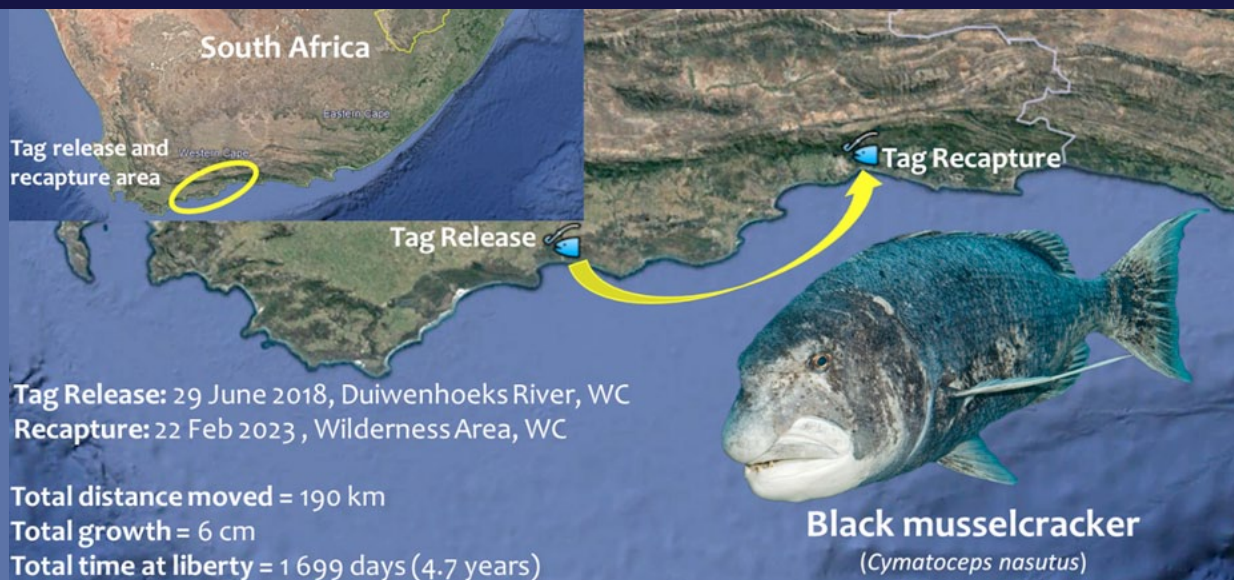 South Africa
Eastern Cape
Western Cape
Tag release and
recapture area
Tag Recapture
Tag Release
Tag Release: 29 June 2018, Duiwenhoeks River, WC
Recapture: 22 Feb 2023 , Wilderness Area, WC
Total distance moved = 190 km
Total growth = 6 cm
Total time at liberty = 1 699 days (4.7 years)
Black musselcracker
(Cymatoceps nasutus)